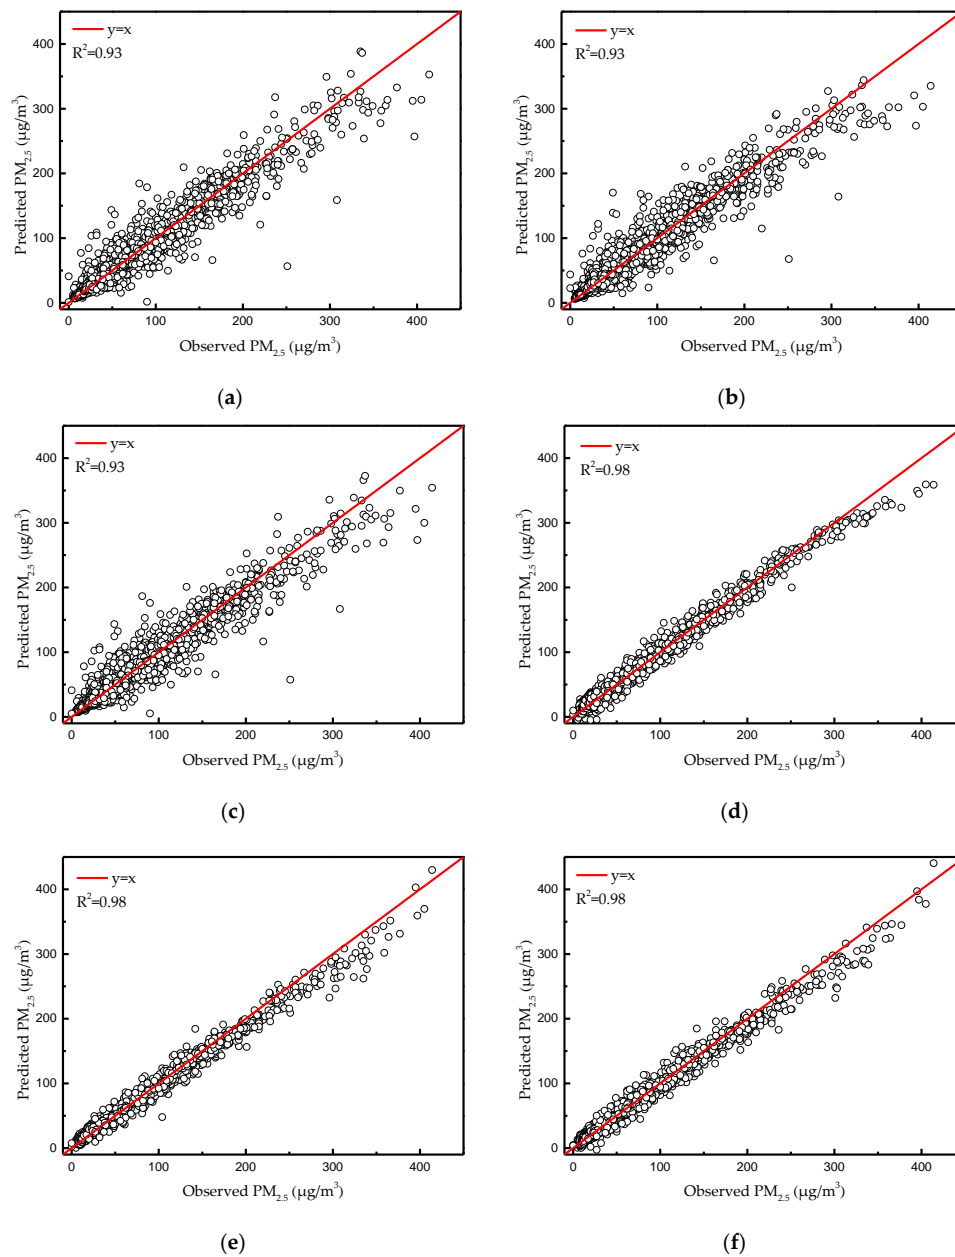 y=x
R²=0.93
Predicted PM₂.₅ (μg/m³)
400
300
200
100
0
0 100 200 300 400
Observed PM₂.₅ (μg/m³)
(a)
y=x
R²=0.93
Predicted PM₂.₅ (μg/m³)
400
300
200
100
0
0 100 200 300 400
Observed PM₂.₅ (μg/m³)
(b)
y=x
R²=0.93
Predicted PM₂.₅ (μg/m³)
400
300
200
100
0
0 100 200 300 400
Observed PM₂.₅ (μg/m³)
(c)
y=x
R²=0.98
Predicted PM₂.₅ (μg/m³)
400
300
200
100
0
0 100 200 300 400
Observed PM₂.₅ (μg/m³)
(d)
y=x
R²=0.98
Predicted PM₂.₅ (μg/m³)
400
300
200
100
0
0 100 200 300 400
Observed PM₂.₅ (μg/m³)
(e)
y=x
R²=0.98
Predicted PM₂.₅ (μg/m³)
400
300
200
100
0
0 100 200 300 400
Observed PM₂.₅ (μg/m³)
(f)